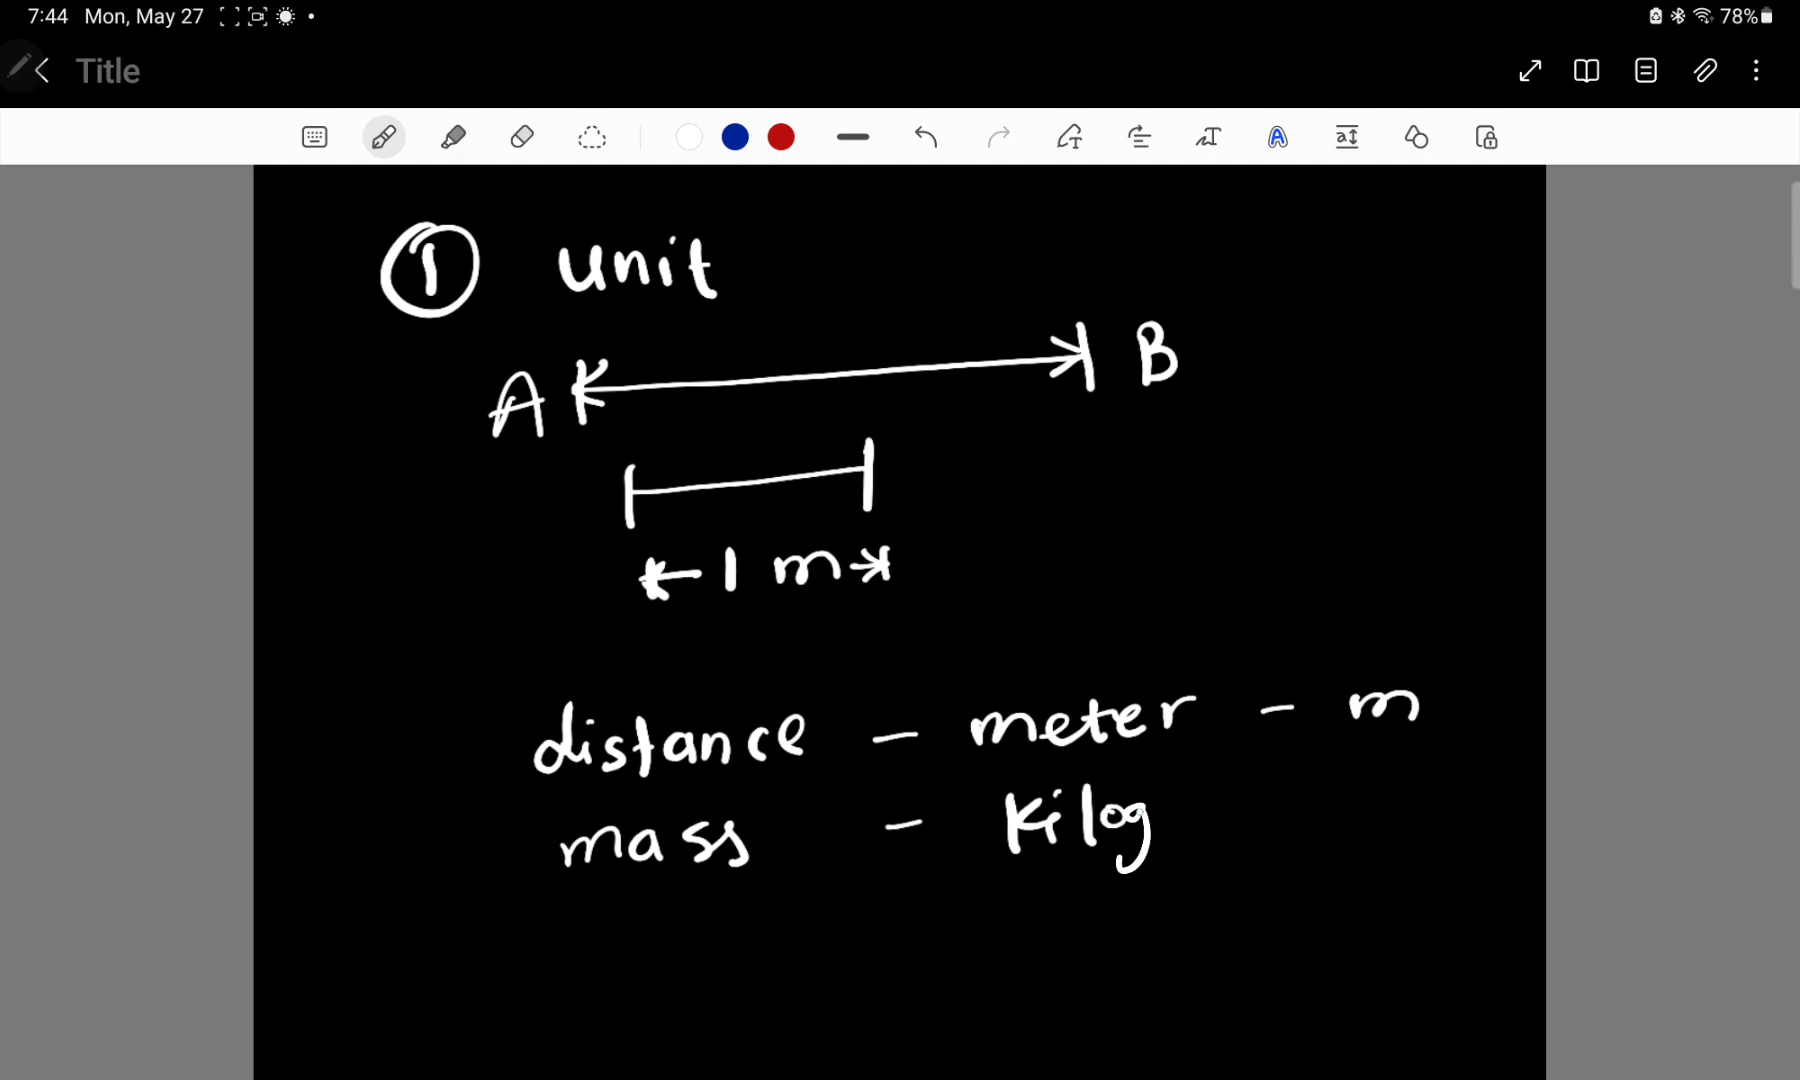 7:44 Mon, May 27 78%
Title
① unit
A B
1 m
distance - meter - m
mass - kilog